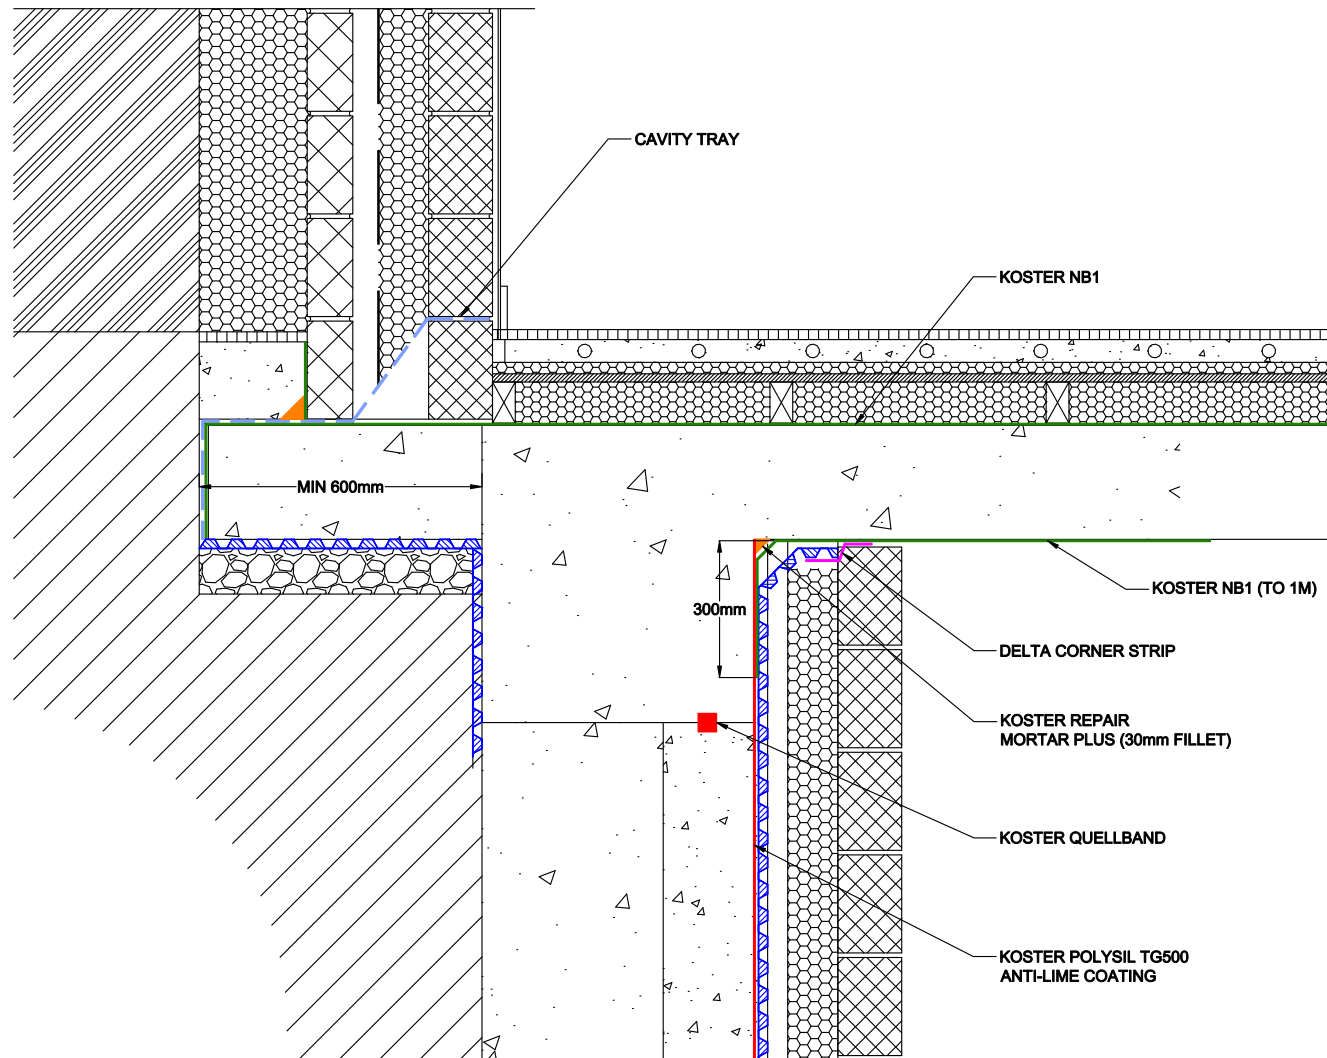 CAVITY TRAY
KOSTER NB1
MIN 600mm
300mm
KOSTER NB1 (TO 1M)
DELTA CORNER STRIP
KOSTER REPAIR
MORTAR PLUS (30mm FILLET)
KOSTER QUELLBAND
KOSTER POLYSIL TG500
ANTI-LIME COATING